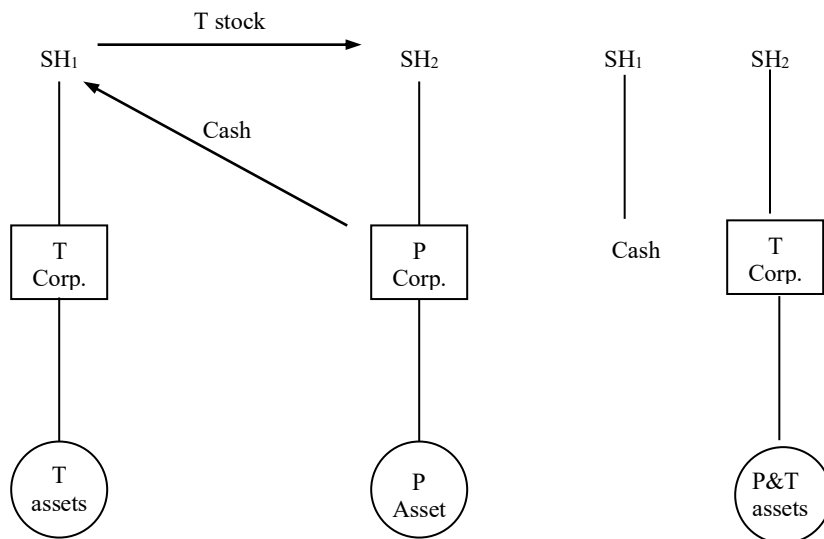 T stock
SH₁
SH₂
SH₁
SH₂
Cash
T
Corp.
P
Corp.
Cash
T
Corp.
T
assets
P
Asset
P&T
assets